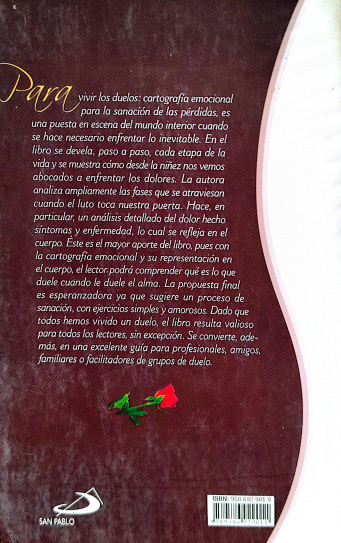 Para vivir los duelos: cartografía emocional
para la sanación de las pérdidas, es
una puesta en escena del mundo interior cuando
se hace necesario enfrentar lo inevitable. En el
libro se devela, paso a paso, cada etapa de la
vida y se muestra cómo desde la niñez nos vemos
abocados a enfrentar los dolores. La autora
analiza ampliamente las fases que se atraviesan
cuando el luto toca nuestra puerta. Hace, en
particular, un análisis detallado del dolor hecho
síntomas y enfermedad, lo cual se refleja en el
cuerpo. Éste es el mayor aporte del libro, pues con
la cartografía emocional y su representación en
el cuerpo, el lector podrá comprender qué es lo que
duele cuando le duele el alma. La propuesta final
es esperanzadora ya que sugiere un proceso de
sanación, con ejercicios simples y amorosos. Dado que
todos hemos vivido un duelo, el libro resulta valioso
para todos los lectores, sin excepción. Se convierte, ade-
más, en una excelente guía para profesionales, amigos,
familiares o facilitadores de grupos de duelo.
SAN PABLO
ISBN: 958-692-901-9